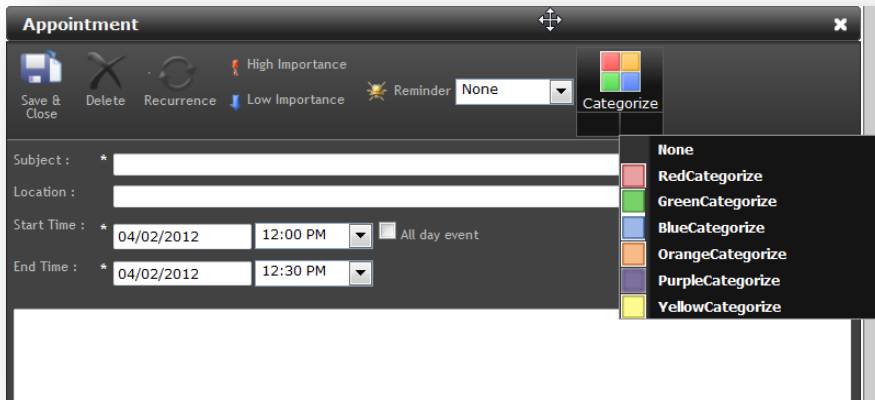 Appointment
Save & Close
Delete
Recurrence
High Importance
Low Importance
Reminder
None
Categorize
None
RedCategorize
GreenCategorize
BlueCategorize
OrangeCategorize
PurpleCategorize
YellowCategorize
Subject : *
Location :
Start Time : * 04/02/2012 12:00 PM All day event
End Time : * 04/02/2012 12:30 PM